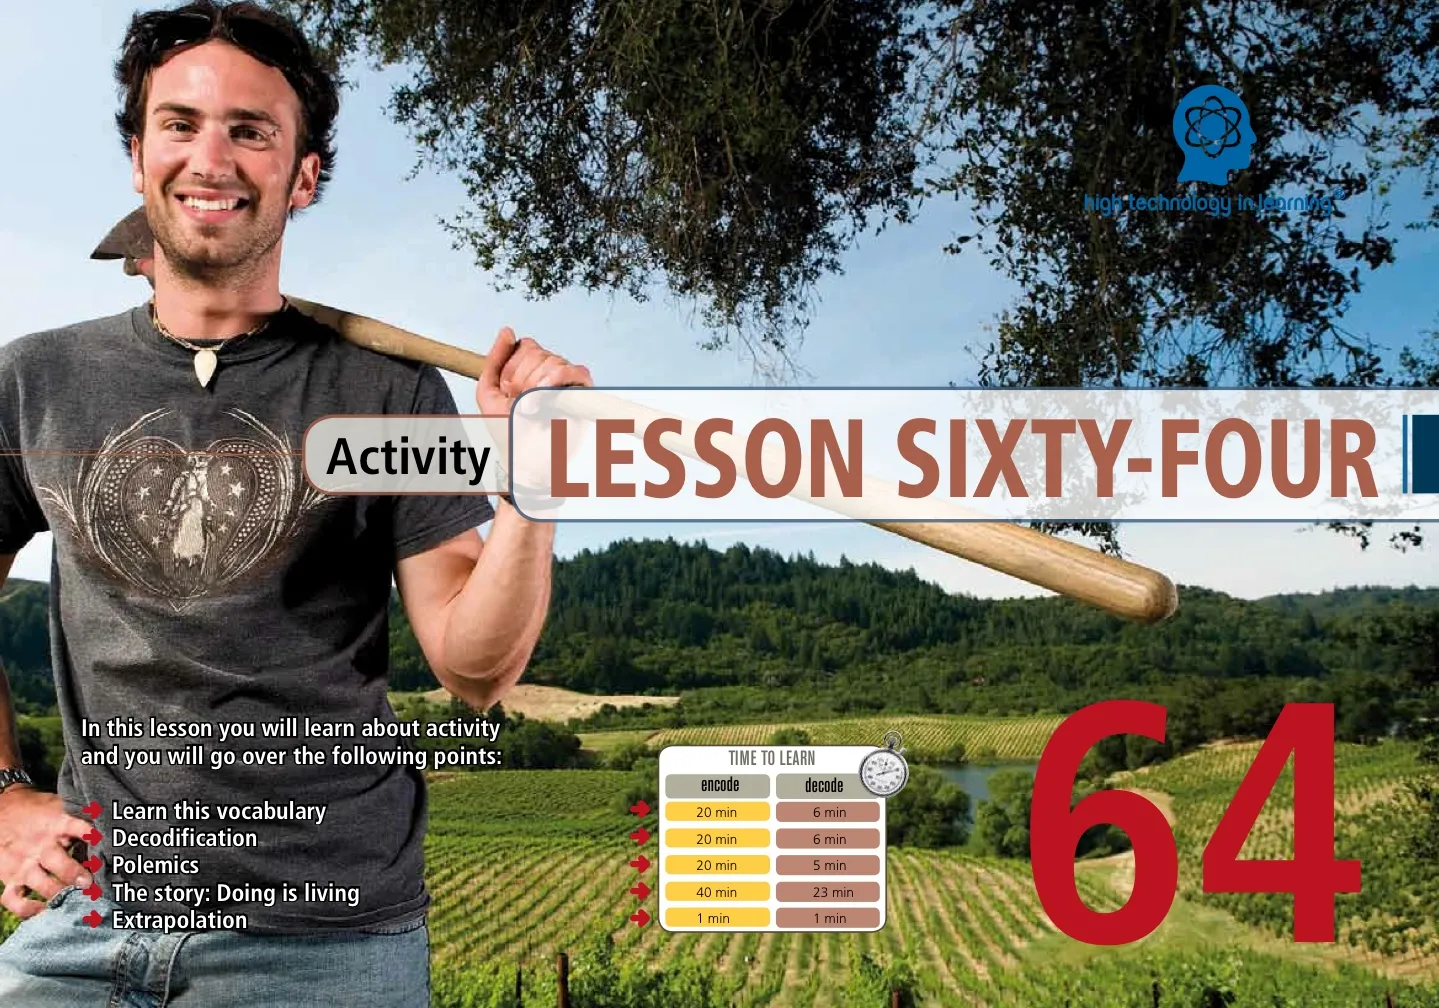 high technology in learning
Activity
LESSON SIXTY-FOUR
In this lesson you will learn about activity
and you will go over the following points:
Learn this vocabulary
Decodification
Polemics
The story: Doing is living
Extrapolation
TIME TO LEARN
encode decode
20 min 6 min
20 min 6 min
20 min 5 min
40 min 23 min
1 min 1 min
64